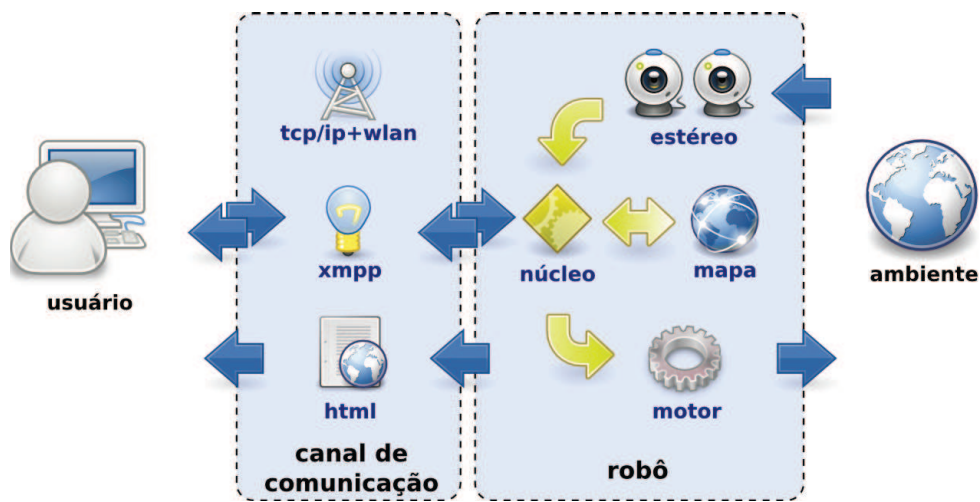 tcp/ip+wlan
estéreo
usuário
xmpp
núcleo
mapa
ambiente
html
motor
canal de
comunicação
robô